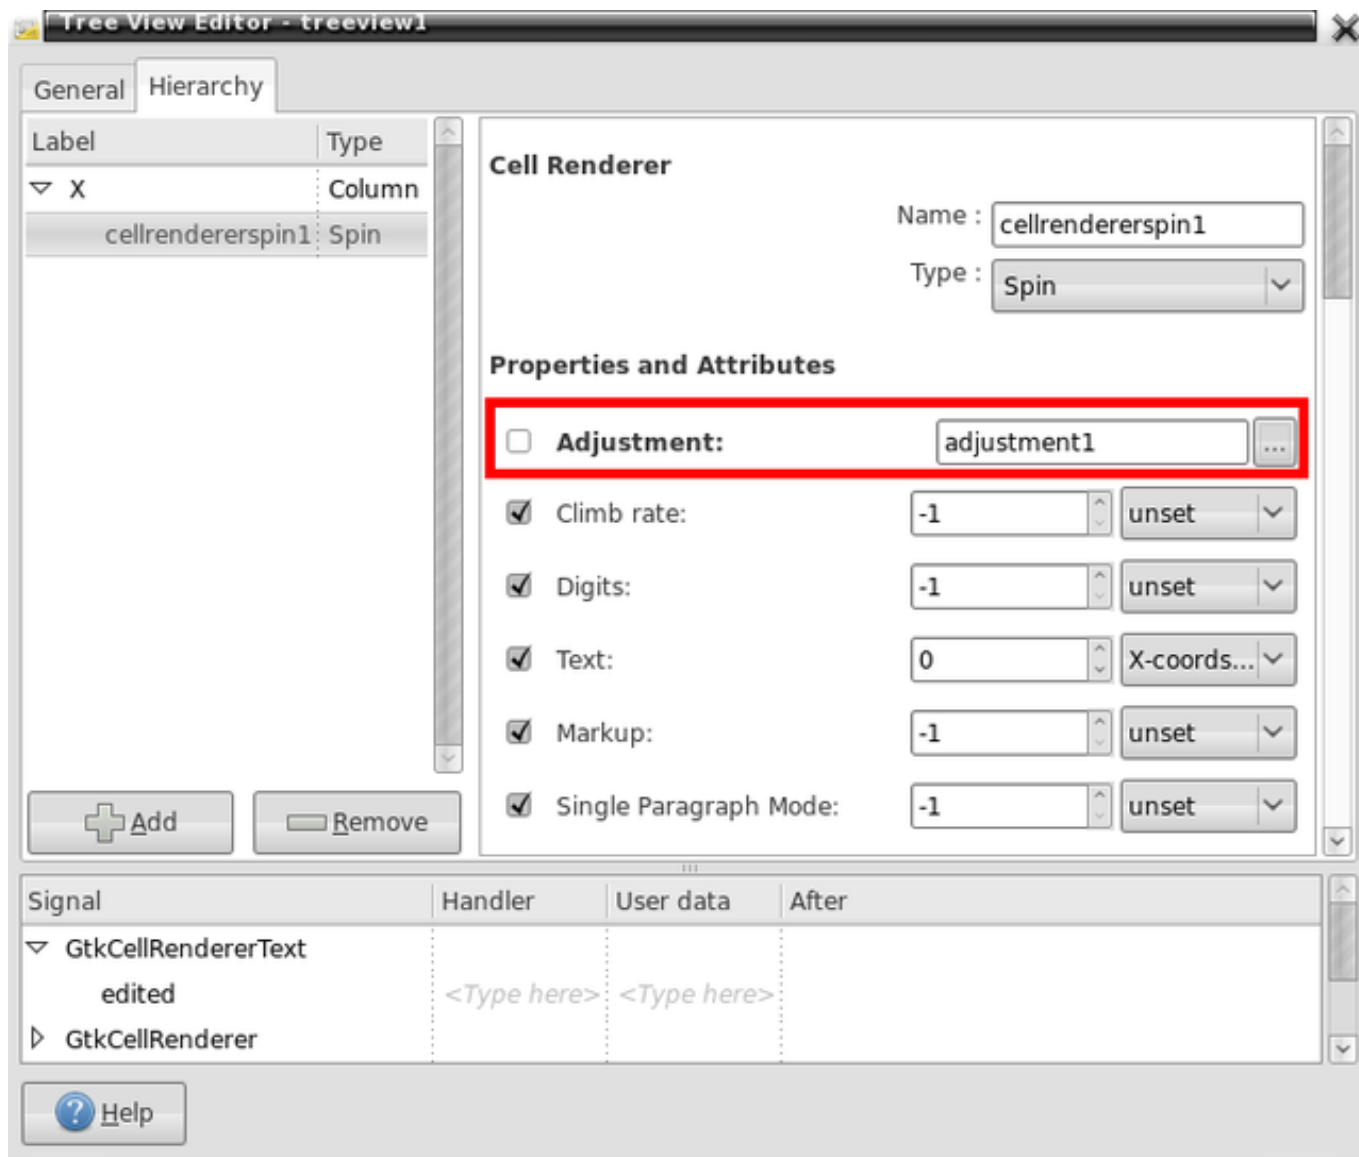 Tree View Editor - treeview1
General Hierarchy
Label Type
X Column
cellrendererspin1 Spin
Add Remove
Cell Renderer
Name : cellrendererspin1
Type : Spin
Properties and Attributes
Adjustment: adjustment1 ...
Climb rate: -1 unset
Digits: -1 unset
Text: 0 X-coords...
Markup: -1 unset
Single Paragraph Mode: -1 unset
Signal Handler User data After
GtkCellRendererText
edited <Type here> <Type here>
GtkCellRenderer
Help